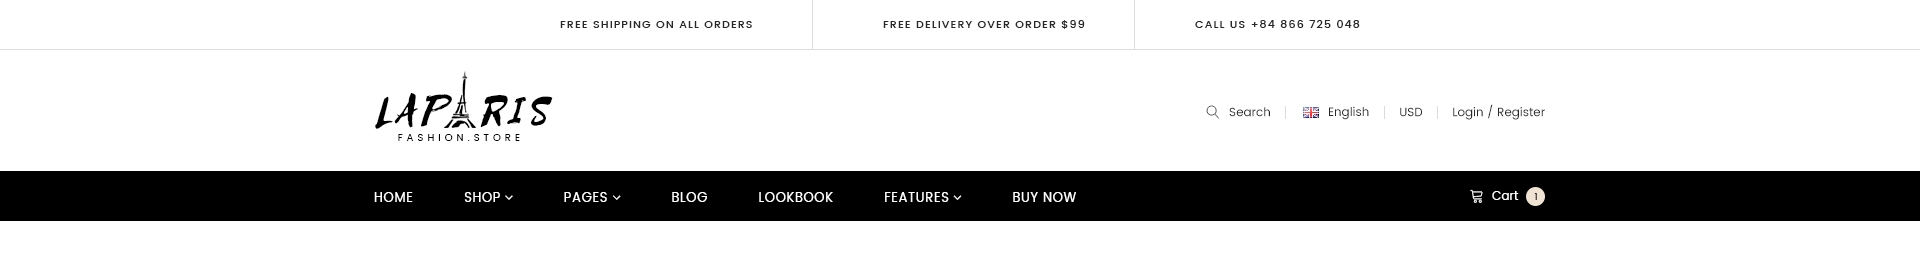 FREE SHIPPING ON ALL ORDERS
FREE DELIVERY OVER ORDER $99
CALL US +84 866 725 048
LAPARIS
FASHION.STORE
Search
English
USD
Login / Register
HOME
SHOP
PAGES
BLOG
LOOKBOOK
FEATURES
BUY NOW
Cart
1